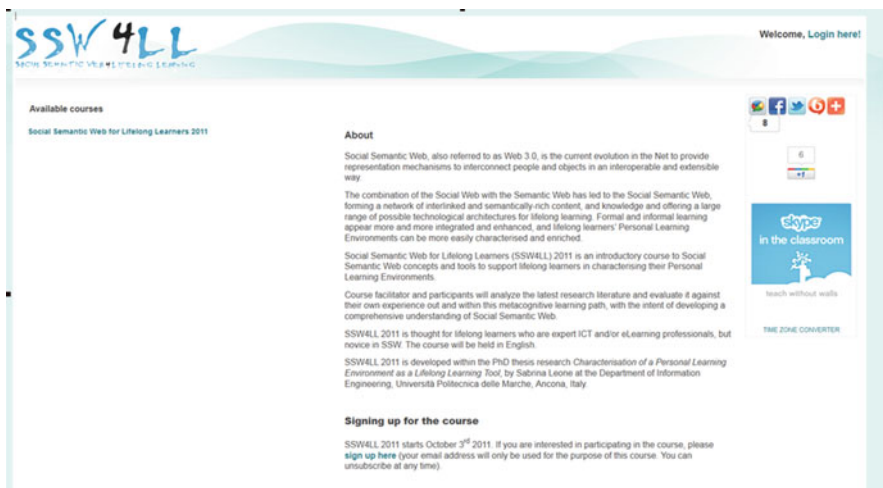 SSW4LL
SOCIAL SEMANTIC WEB4LIFELONG LEARNING
Welcome, Login here!
Available courses
Social Semantic Web for Lifelong Learners 2011
About
Social Semantic Web, also referred to as Web 3.0, is the current evolution in the Net to provide
representation mechanisms to interconnect people and objects in an interoperable and extensible
way.
The combination of the Social Web with the Semantic Web has led to the Social Semantic Web,
forming a network of interlinked and semantically-rich content, and knowledge and offering a large
range of possible technological architectures for lifelong learning. Formal and informal learning
appear more and more integrated and enhanced, and lifelong learners' Personal Learning
Environments can be more easily characterised and enriched.
Social Semantic Web for Lifelong Learners (SSW4LL) 2011 is an introductory course to Social
Semantic Web concepts and tools to support lifelong learners in characterising their Personal
Learning Environments.
Course facilitator and participants will analyze the latest research literature and evaluate it against
their own experience out and within this metacognitive learning path, with the intent of developing a
comprehensive understanding of Social Semantic Web.
SSW4LL 2011 is thought for lifelong learners who are expert ICT and/or eLearning professionals, but
novice in SSW. The course will be held in English.
SSW4LL 2011 is developed within the PhD thesis research Characterisation of a Personal Learning
Environment as a Lifelong Learning Tool, by Sabrina Leone at the Department of Information
Engineering, Università Politecnica delle Marche, Ancona, Italy.
Signing up for the course
SSW4LL 2011 starts October 3rd 2011. If you are interested in participating in the course, please
sign up here (your email address will only be used for the purpose of this course. You can
unsubscribe at any time).
8
6
+1
skype
in the classroom
teach without walls
TIME ZONE CONVERTER